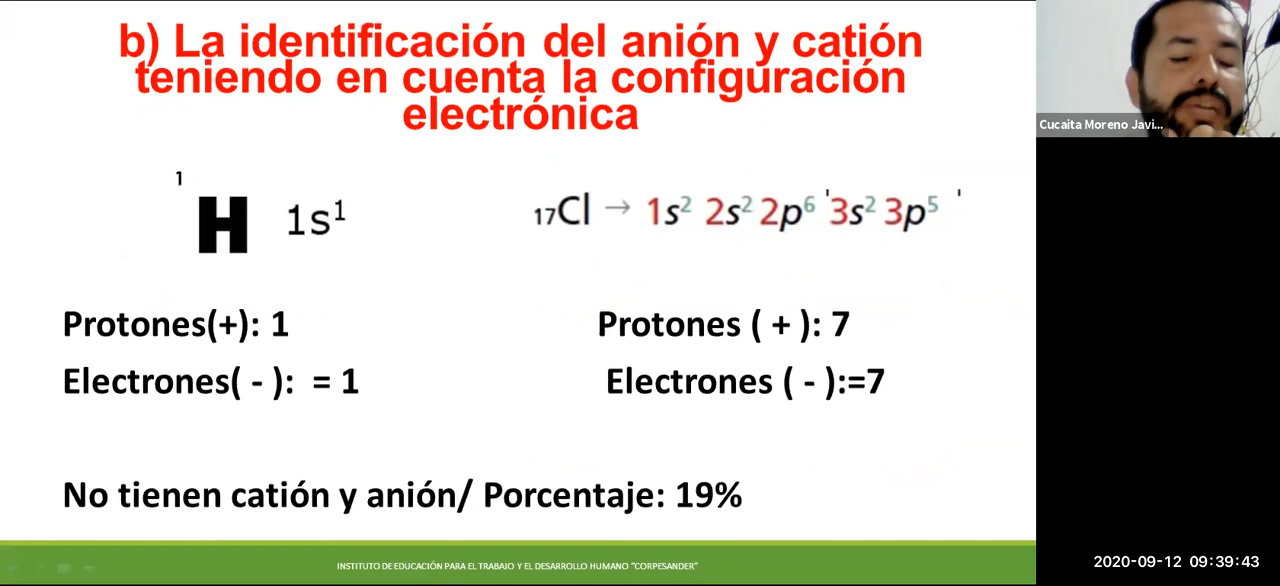 b) La identificación del anión y catión
teniendo en cuenta la configuración
electrónica
1
H 1s¹
₁₇Cl → 1s² 2s² 2p⁶ '3s² 3p⁵ '
Protones(+): 1
Protones ( + ): 7
Electrones( - ): = 1
Electrones ( - ):=7
No tienen catión y anión/ Porcentaje: 19%
INSTITUTO DE EDUCACIÓN PARA EL TRABAJO Y EL DESARROLLO HUMANO "CORPESANDER"
Cucaita Moreno Javi...
2020-09-12 09:39:43